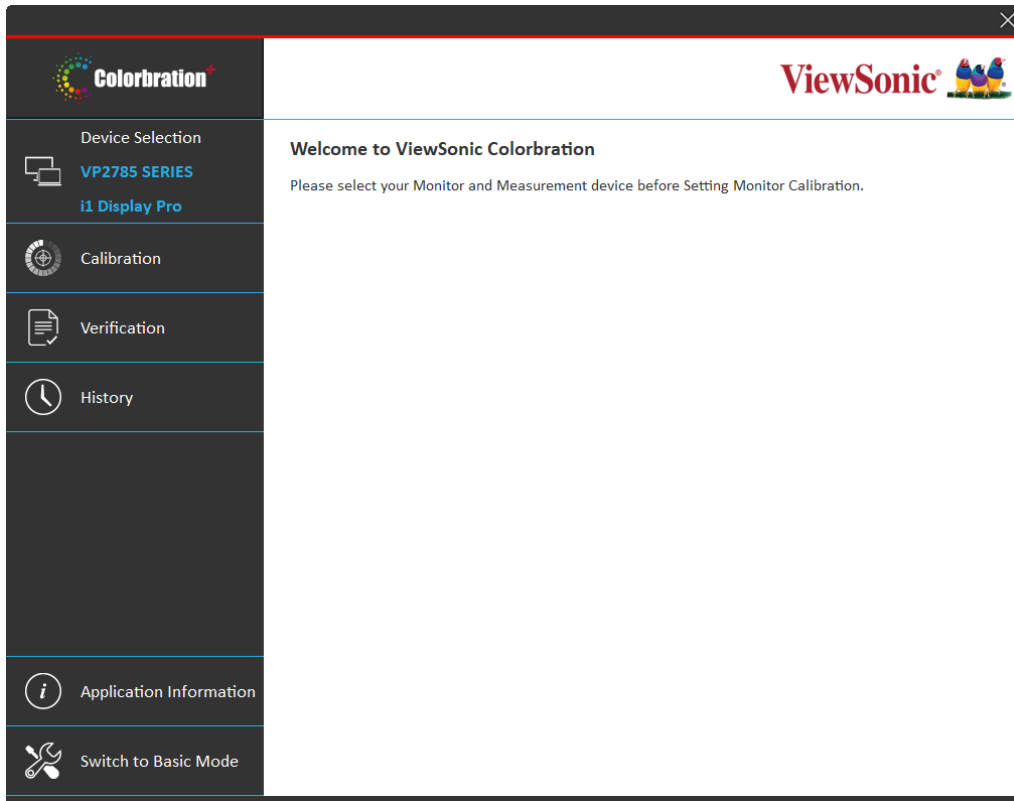 Colorbration+
ViewSonic®
Device Selection
VP2785 SERIES
i1 Display Pro
Calibration
Verification
History
Application Information
Switch to Basic Mode
Welcome to ViewSonic Colorbration
Please select your Monitor and Measurement device before Setting Monitor Calibration.